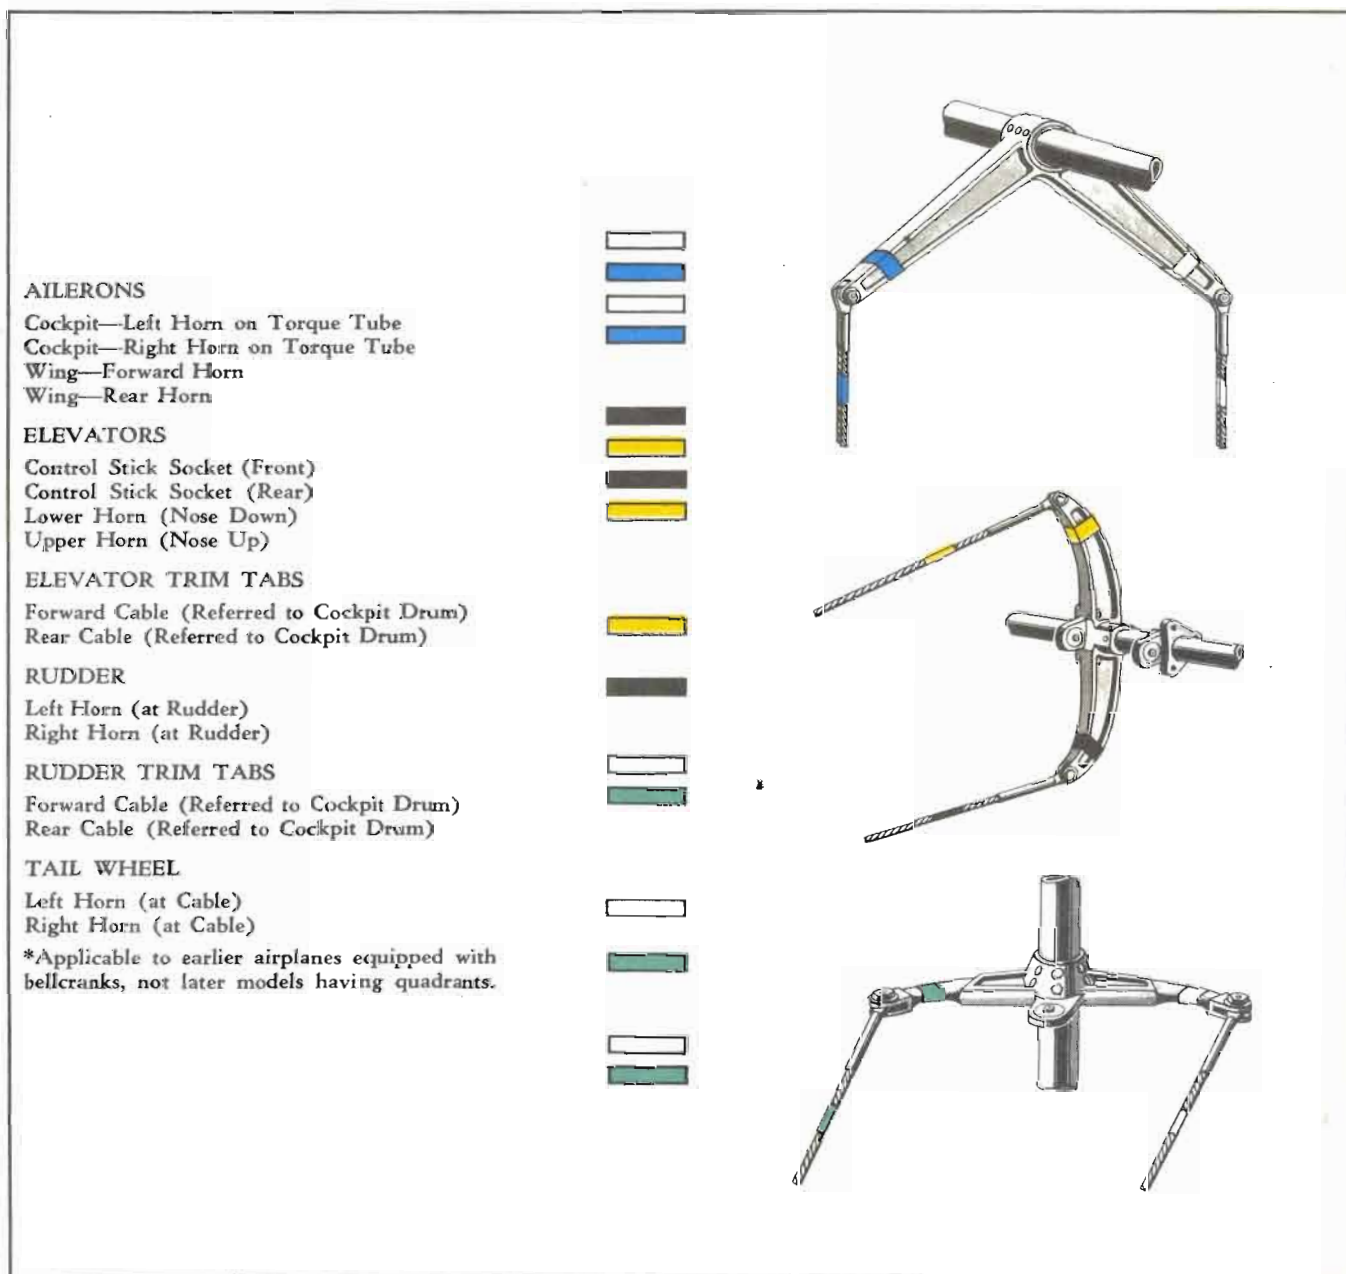 AILERONS
Cockpit—Left Horn on Torque Tube
Cockpit—Right Horn on Torque Tube
Wing—Forward Horn
Wing—Rear Horn
ELEVATORS
Control Stick Socket (Front)
Control Stick Socket (Rear)
Lower Horn (Nose Down)
Upper Horn (Nose Up)
ELEVATOR TRIM TABS
Forward Cable (Referred to Cockpit Drum)
Rear Cable (Referred to Cockpit Drum)
RUDDER
Left Horn (at Rudder)
Right Horn (at Rudder)
RUDDER TRIM TABS
Forward Cable (Referred to Cockpit Drum)
Rear Cable (Referred to Cockpit Drum)
TAIL WHEEL
Left Horn (at Cable)
Right Horn (at Cable)
*Applicable to earlier airplanes equipped with
bellcranks, not later models having quadrants.
*